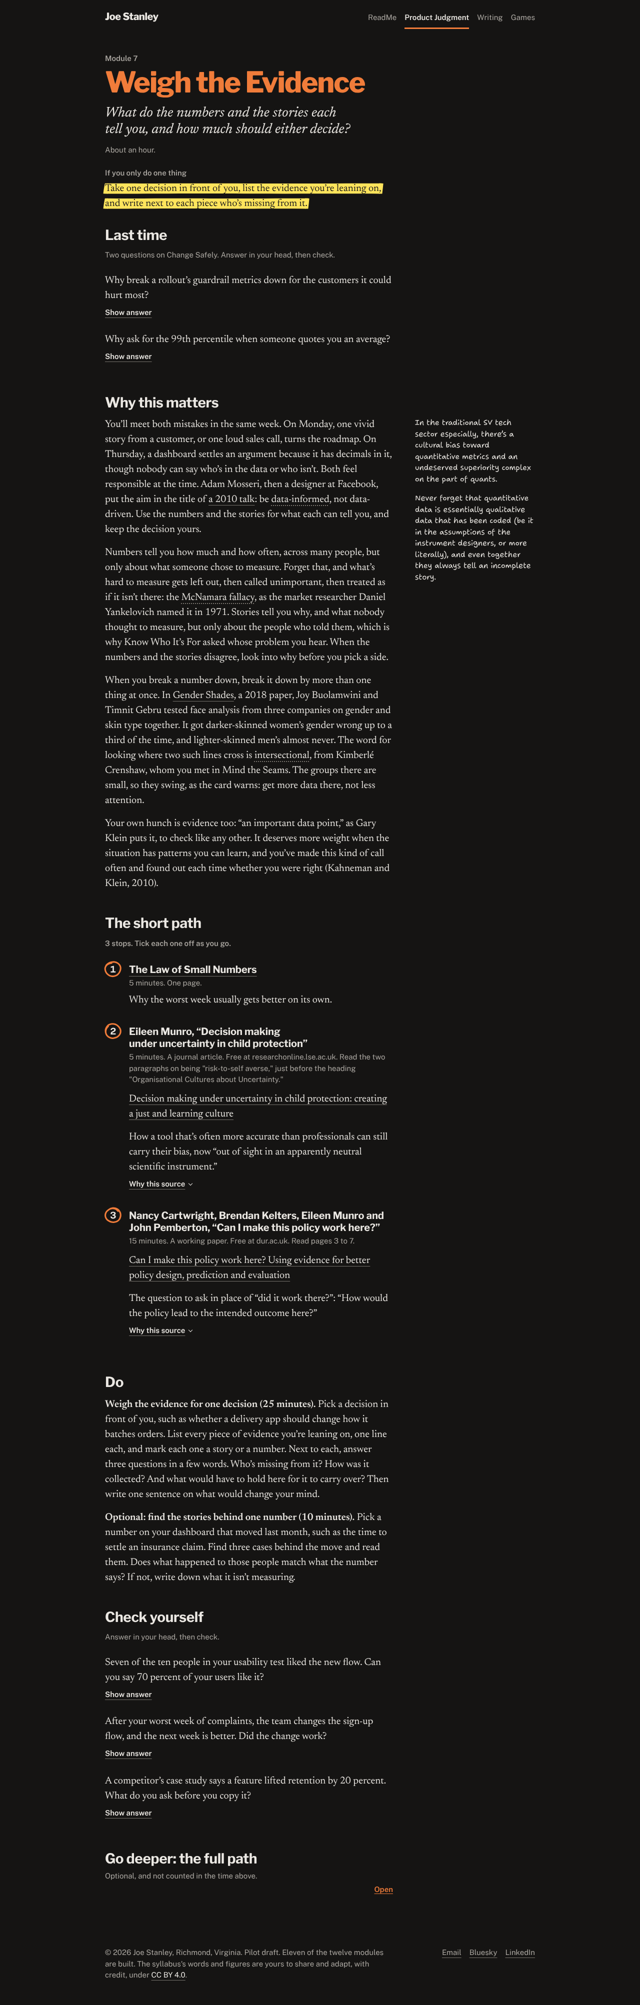 Joe Stanley
ReadMe Product Judgment Writing Games
Module 7
Weigh the Evidence
What do the numbers and the stories each
tell you, and how much should either decide?
About an hour.
If you only do one thing
Take one decision in front of you, list the evidence you're leaning on,
and write next to each piece who's missing from it.
Last time
Two questions on Change Safely. Answer in your head, then check.
Why break a rollout's guardrail metrics down for the customers it could
hurt most?
Show answer
Why ask for the 99th percentile when someone quotes you an average?
Show answer
Why this matters
You'll meet both mistakes in the same week. On Monday, one vivid
story from a customer, or one loud sales call, turns the roadmap. On
Thursday, a dashboard settles an argument because it has decimals in it,
though nobody can say who's in the data or who isn't. Both feel
responsible at the time. Adam Mosseri, then a designer at Facebook,
put the aim in the title of a 2010 talk: be data-informed, not data-
driven. Use the numbers and the stories for what each can tell you, and
keep the decision yours.
In the traditional SV tech
sector especially, there's a
cultural bias toward
quantitative metrics and an
undeserved superiority complex
on the part of quants.
Never forget that quantitative
data is essentially qualitative
data that has been coded (be it
in the assumptions of the
instrument designers, or more
literally), and even together
they always tell an incomplete
story.
Numbers tell you how much and how often, across many people, but
only about what someone chose to measure. Forget that, and what's
hard to measure gets left out, then called unimportant, then treated as
if it isn't there: the McNamara fallacy, as the market researcher Daniel
Yankelovich named it in 1971. Stories tell you why, and what nobody
thought to measure, but only about the people who told them, which is
why Know Who It's For asked whose problem you hear. When the
numbers and the stories disagree, look into why before you pick a side.
When you break a number down, break it down by more than one
thing at once. In Gender Shades, a 2018 paper, Joy Buolamwini and
Timnit Gebru tested face analysis from three companies on gender and
skin type together. It got darker-skinned women's gender wrong up to a
third of the time, and lighter-skinned men's almost never. The word for
looking where two such lines cross is intersectional, from Kimberlé
Crenshaw, whom you met in Mind the Seams. The groups there are
small, so they swing, as the card warns: get more data there, not less
attention.
Your own hunch is evidence too: “an important data point,” as Gary
Klein puts it, to check like any other. It deserves more weight when the
situation has patterns you can learn, and you've made this kind of call
often and found out each time whether you were right (Kahneman and
Klein, 2010).
The short path
3 stops. Tick each one off as you go.
1
The Law of Small Numbers
5 minutes. One page.
Why the worst week usually gets better on its own.
2
Eileen Munro, “Decision making
under uncertainty in child protection”
5 minutes. A journal article. Free at researchonline.lse.ac.uk. Read the two
paragraphs on being "risk-to-self averse," just before the heading
"Organisational Cultures about Uncertainty."
Decision making under uncertainty in child protection: creating
a just and learning culture
How a tool that's often more accurate than professionals can still
carry their bias, now “out of sight in an apparently neutral
scientific instrument.”
Why this source
3
Nancy Cartwright, Brendan Kelters, Eileen Munro and
John Pemberton, “Can I make this policy work here?”
15 minutes. A working paper. Free at dur.ac.uk. Read pages 3 to 7.
Can I make this policy work here? Using evidence for better
policy design, prediction and evaluation
The question to ask in place of “did it work there?”: “How would
the policy lead to the intended outcome here?”
Why this source
Do
Weigh the evidence for one decision (25 minutes). Pick a decision in
front of you, such as whether a delivery app should change how it
batches orders. List every piece of evidence you're leaning on, one line
each, and mark each one a story or a number. Next to each, answer
three questions in a few words. Who's missing from it? How was it
collected? And what would have to hold here for it to carry over? Then
write one sentence on what would change your mind.
Optional: find the stories behind one number (10 minutes). Pick a
number on your dashboard that moved last month, such as the time to
settle an insurance claim. Find three cases behind the move and read
them. Does what happened to those people match what the number
says? If not, write down what it isn't measuring.
Check yourself
Answer in your head, then check.
Seven of the ten people in your usability test liked the new flow. Can
you say 70 percent of your users like it?
Show answer
After your worst week of complaints, the team changes the sign-up
flow, and the next week is better. Did the change work?
Show answer
A competitor's case study says a feature lifted retention by 20 percent.
What do you ask before you copy it?
Show answer
Go deeper: the full path
Optional, and not counted in the time above.
Open
© 2026 Joe Stanley, Richmond, Virginia. Pilot draft. Eleven of the twelve modules
are built. The syllabus's words and figures are yours to share and adapt, with
credit, under CC BY 4.0.
Email Bluesky LinkedIn